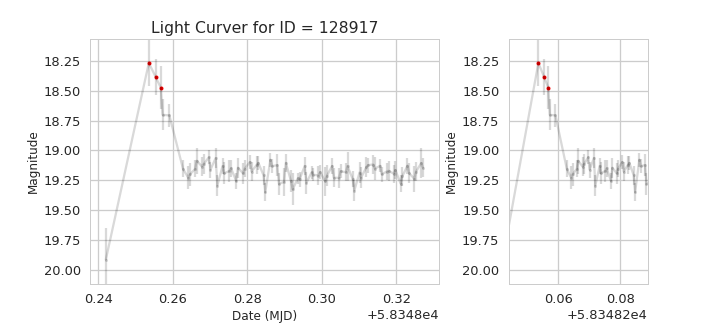 Light Curver for ID = 128917
Magnitude
18.25
18.50
18.75
19.00
19.25
19.50
19.75
20.00
0.24 0.26 0.28 0.30 0.32
Date (MJD)
+5.8348e4
Magnitude
18.25
18.50
18.75
19.00
19.25
19.50
19.75
20.00
0.06 0.08
+5.83482e4